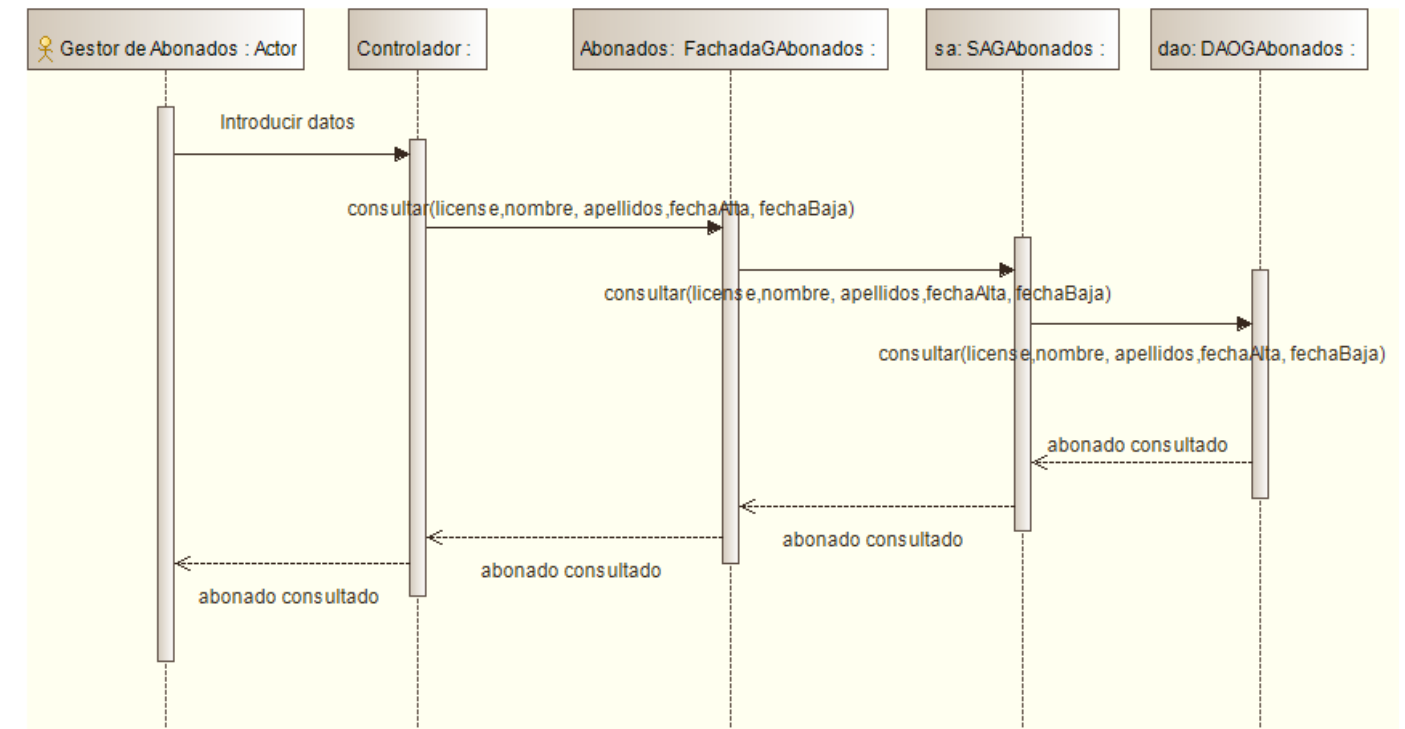 Gestor de Abonados : Actor
Controlador :
Abonados: FachadaGAbonados :
sa: SAGAbonados :
dao: DAOGAbonados :
Introducir datos
consultar(license,nombre, apellidos,fechaAlta, fechaBaja)
consultar(license,nombre, apellidos,fechaAlta, fechaBaja)
consultar(license,nombre, apellidos,fechaAlta, fechaBaja)
abonado consultado
abonado consultado
abonado consultado
abonado consultado